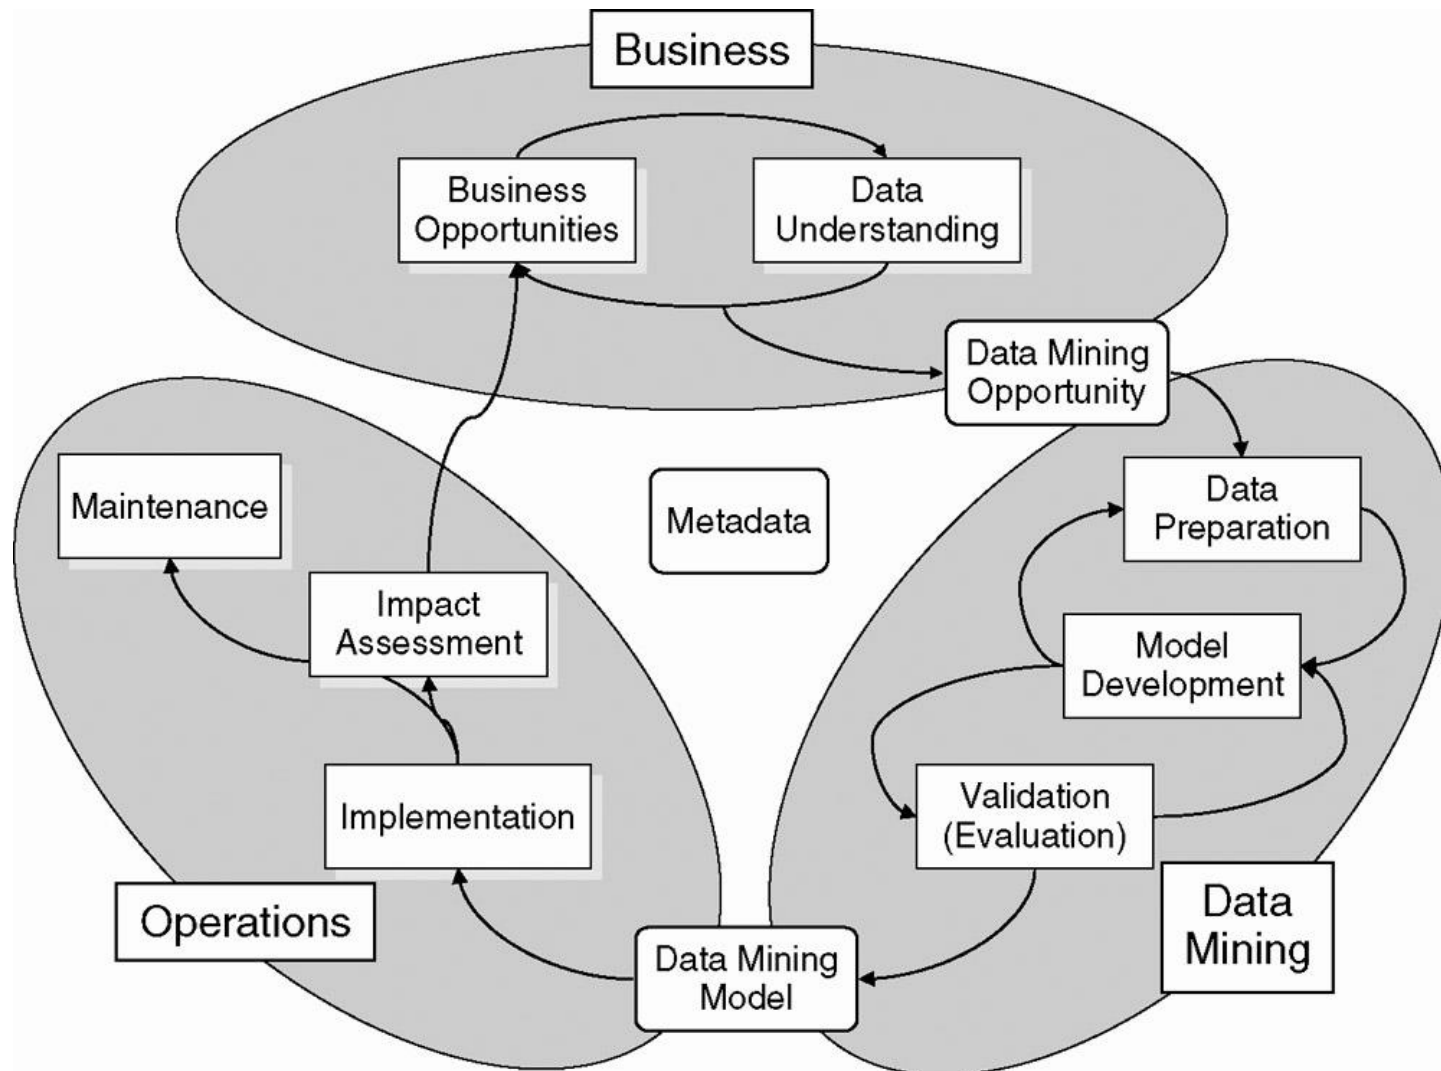 Business
Business
Opportunities
Data
Understanding
Data Mining
Opportunity
Maintenance
Metadata
Data
Preparation
Impact
Assessment
Model
Development
Implementation
Validation
(Evaluation)
Operations
Data
Mining
Data Mining
Model